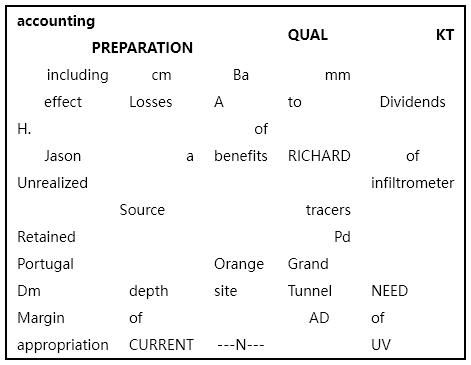 accounting PREPARATION QUAL KT
including cm Ba mm
effect Losses A to Dividends
H. of
Jason a benefits RICHARD of
Unrealized infiltrometer
Source tracers
Retained Pd
Portugal Orange Grand
Dm depth site Tunnel NEED
Margin of AD of
appropriation CURRENT ---N--- UV